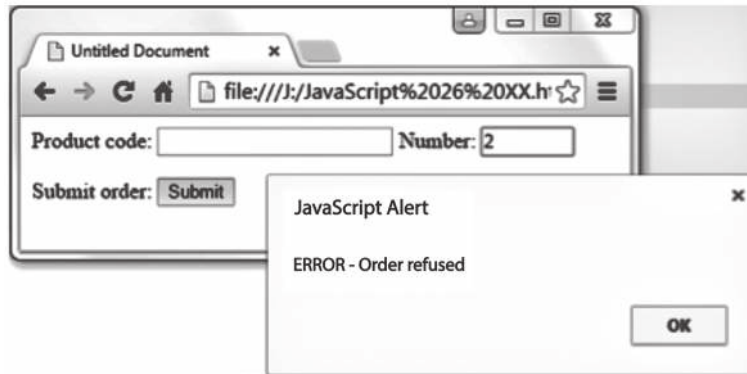 Untitled Document
file:///J:/JavaScript%2026%20XX.h
Product code: Number: 2
Submit order: Submit
JavaScript Alert
ERROR - Order refused
OK